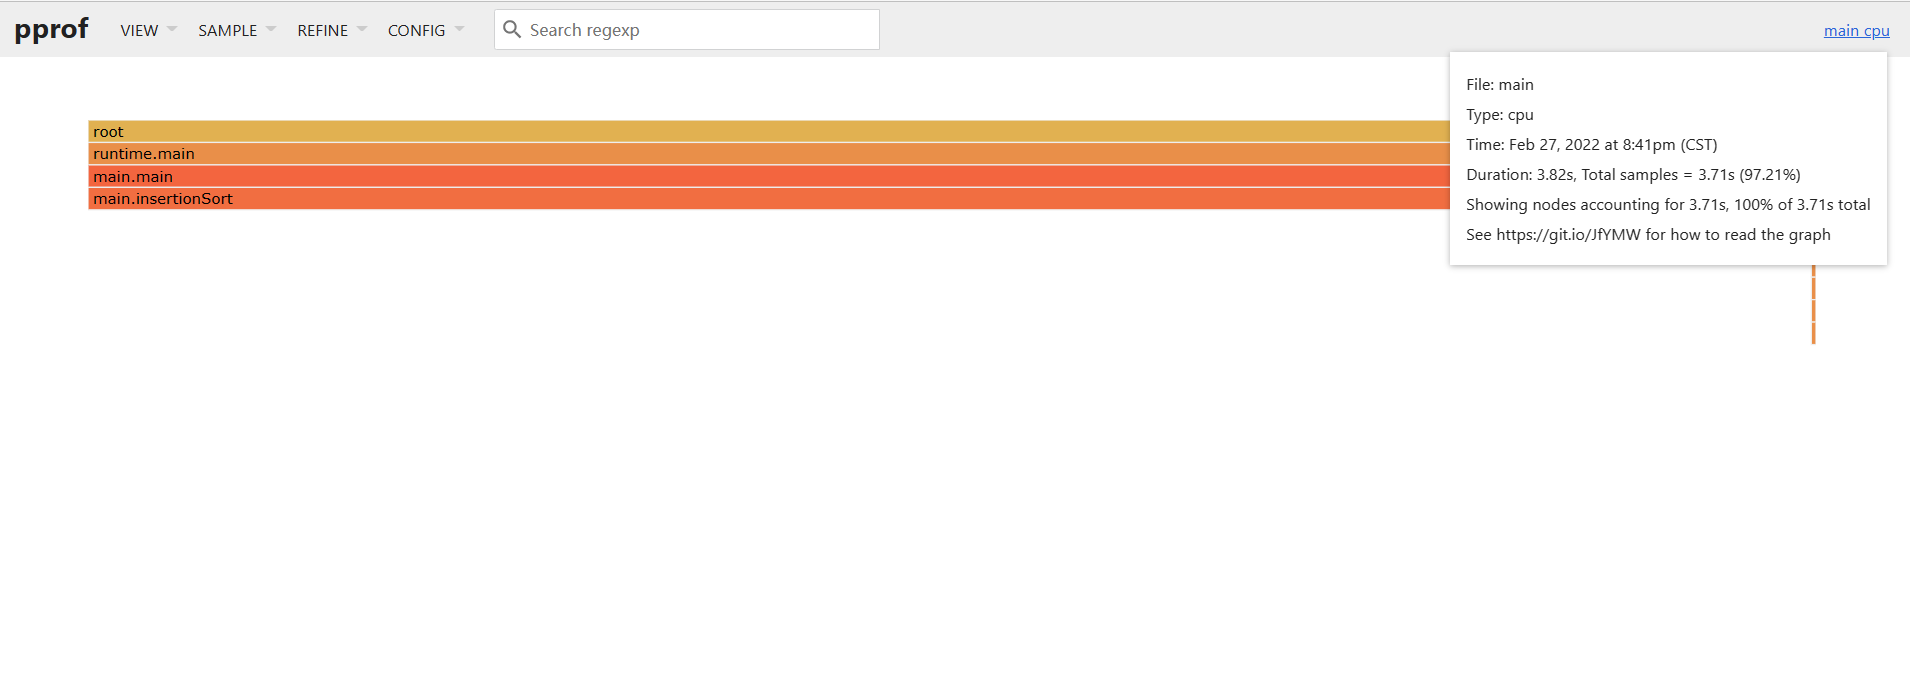 pprof VIEW SAMPLE REFINE CONFIG Search regexp main cpu
File: main
Type: cpu
Time: Feb 27, 2022 at 8:41pm (CST)
Duration: 3.82s, Total samples = 3.71s (97.21%)
Showing nodes accounting for 3.71s, 100% of 3.71s total
See https://git.io/JfYMW for how to read the graph
root
runtime.main
main.main
main.insertionSort